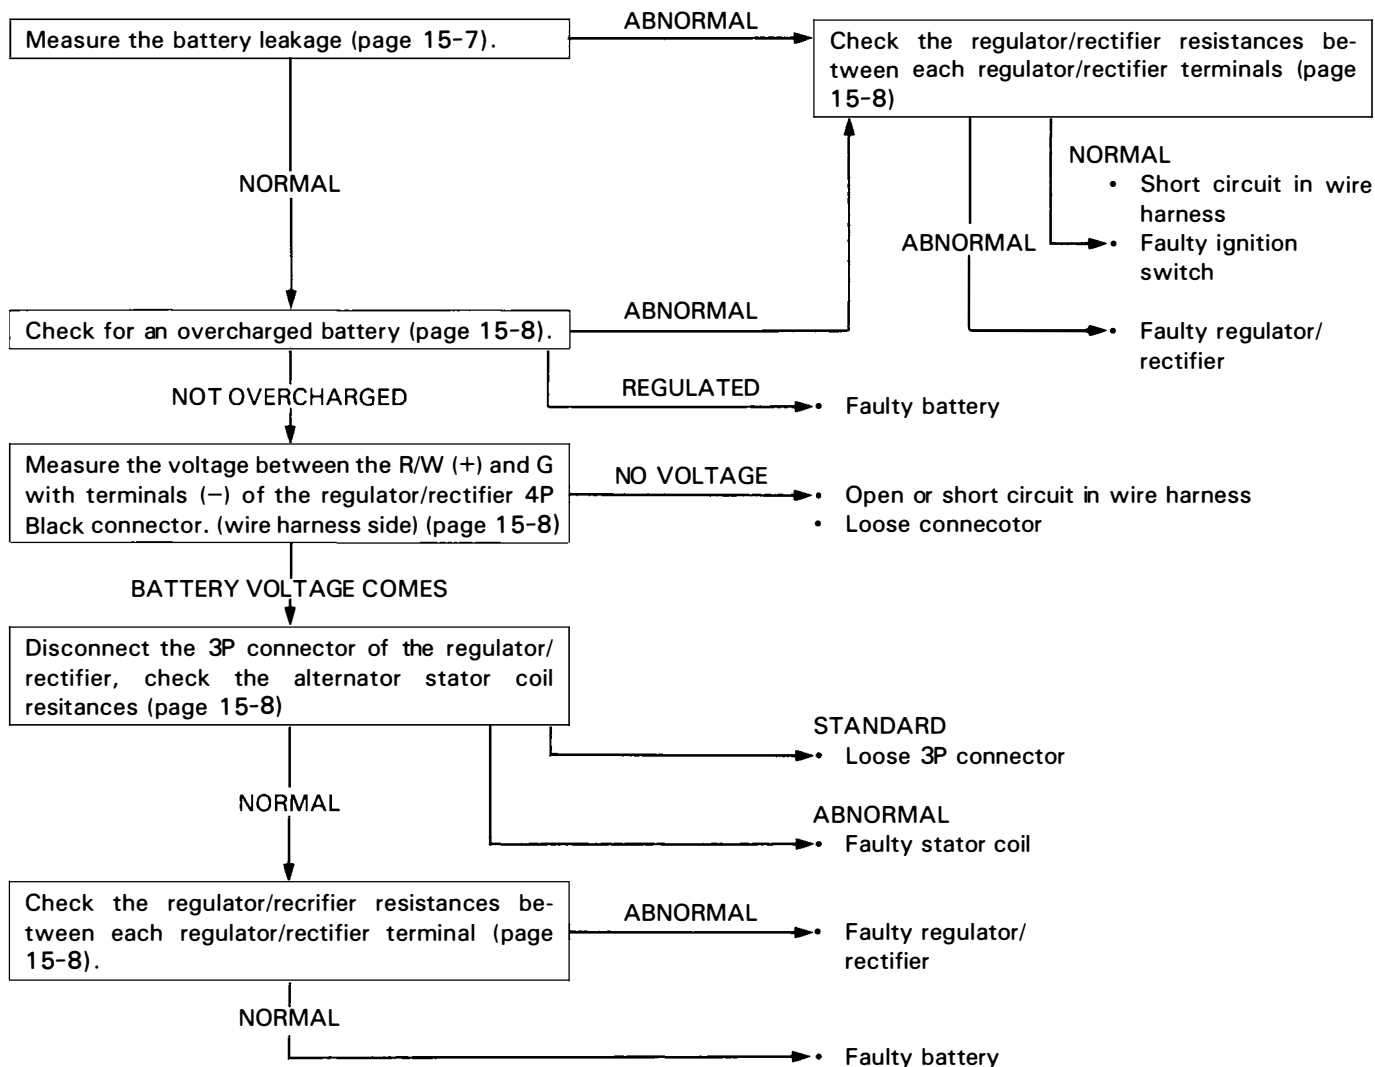 Measure the battery leakage (page 15-7).
ABNORMAL
Check the regulator/rectifier resistances be-
tween each regulator/rectifier terminals (page
15-8)
NORMAL
• Short circuit in wire
harness
• Faulty ignition
switch
ABNORMAL
• Faulty regulator/
rectifier
NORMAL
Check for an overcharged battery (page 15-8).
ABNORMAL
REGULATED
• Faulty battery
NOT OVERCHARGED
Measure the voltage between the R/W (+) and G
with terminals (−) of the regulator/rectifier 4P
Black connector. (wire harness side) (page 15-8)
NO VOLTAGE
• Open or short circuit in wire harness
• Loose connecotor
BATTERY VOLTAGE COMES
Disconnect the 3P connector of the regulator/
rectifier, check the alternator stator coil
resitances (page 15-8)
STANDARD
• Loose 3P connector
ABNORMAL
• Faulty stator coil
NORMAL
Check the regulator/recrifier resistances be-
tween each regulator/rectifier terminal (page
15-8).
ABNORMAL
• Faulty regulator/
rectifier
NORMAL
• Faulty battery